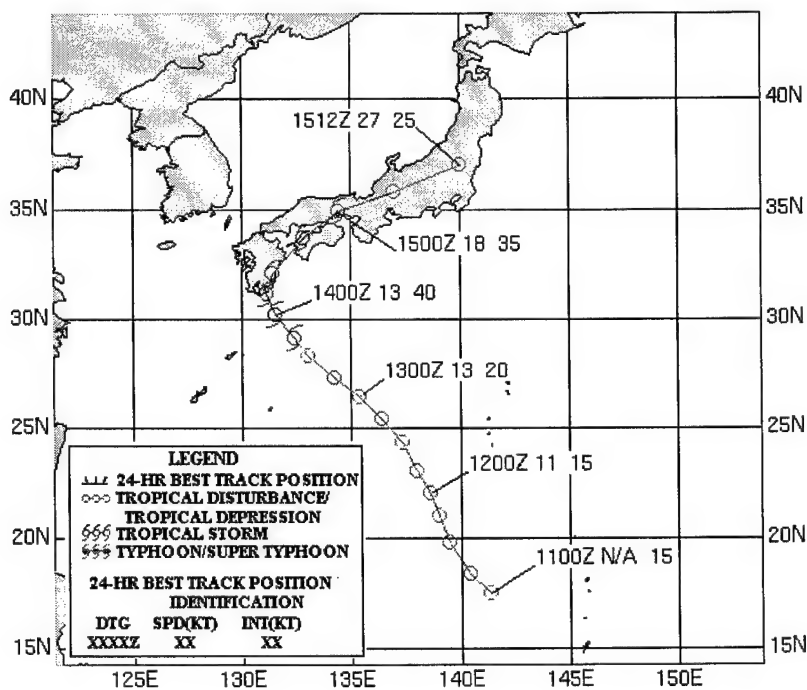 40N
40N
1512Z 27 25
35N
35N
1500Z 18 35
1400Z 13 40
30N
30N
1300Z 13 20
25N
25N
LEGEND
24-HR BEST TRACK POSITION
1200Z 11 15
TROPICAL DISTURBANCE/
TROPICAL DEPRESSION
20N
20N
TROPICAL STORM
TYPHOON/SUPER TYPHOON
1100Z N/A 15
24-HR BEST TRACK POSITION
IDENTIFICATION
DTG SPD(KT) INT(KT)
XXXXZ XX XX
15N
15N
125E 130E 135E 140E 145E 150E